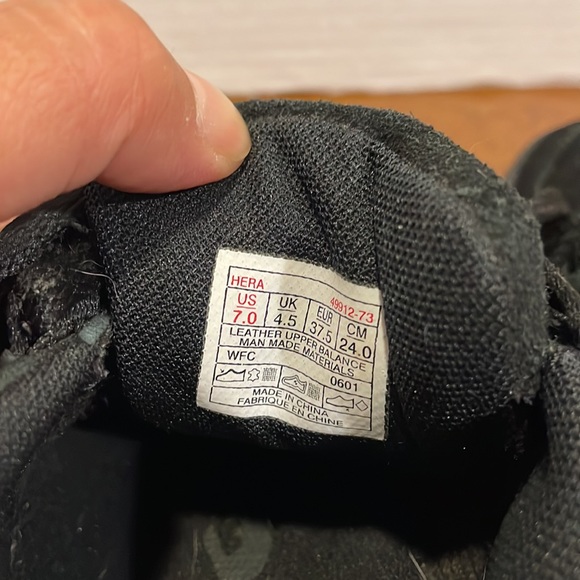 HERA 49912-73
US UK EUR CM
7.0 4.5 37.5 24.0
LEATHER UPPER BALANCE
MAN MADE MATERIALS
WFC
0601
MADE IN CHINA
FABRIQUE EN CHINE